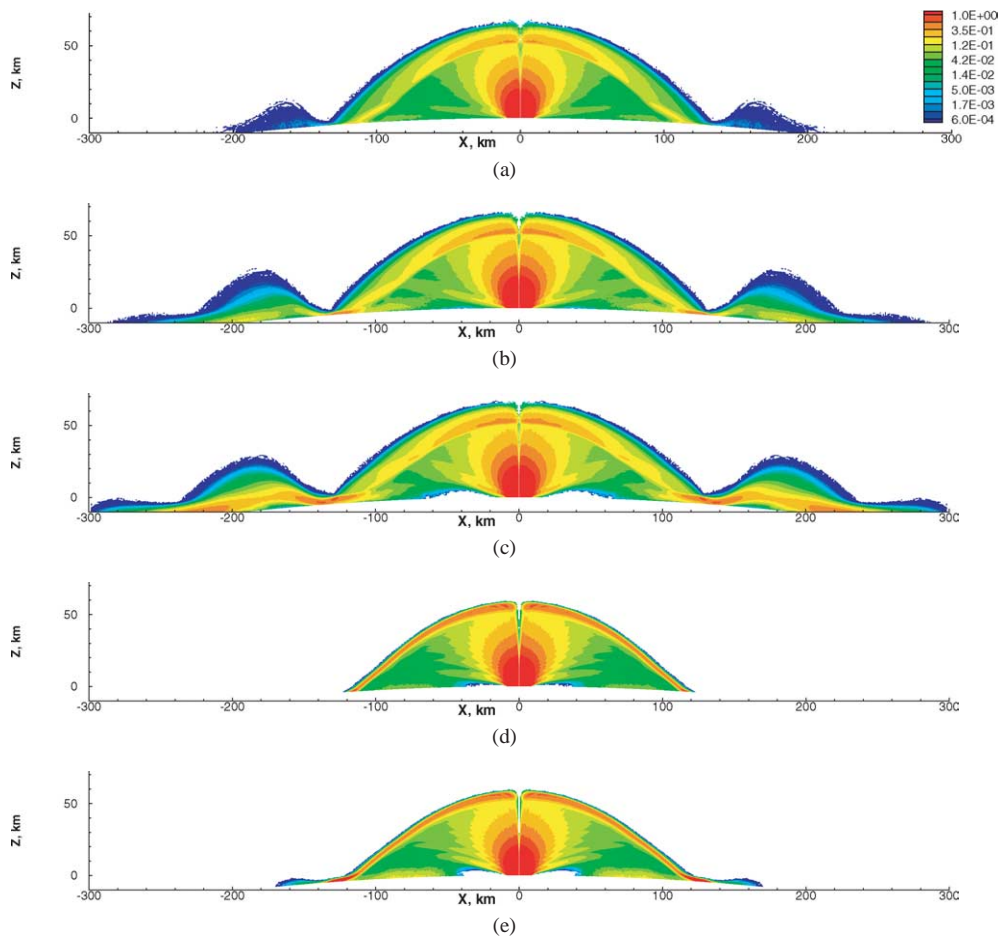 1.0E+00
3.5E-01
1.2E-01
4.2E-02
1.4E-02
5.0E-03
1.7E-03
6.0E-04
Z, km
50
0
-200 -100 0 100 200 300
X, km
(a)
Z, km
50
0
-300 -200 -100 0 100 200 300
X, km
(b)
Z, km
50
0
-300 -200 -100 0 100 200 300
X, km
(c)
Z, km
50
0
-300 -200 -100 0 100 200 300
X, km
(d)
Z, km
50
0
-300 -200 -100 0 100 200 300
X, km
(e)